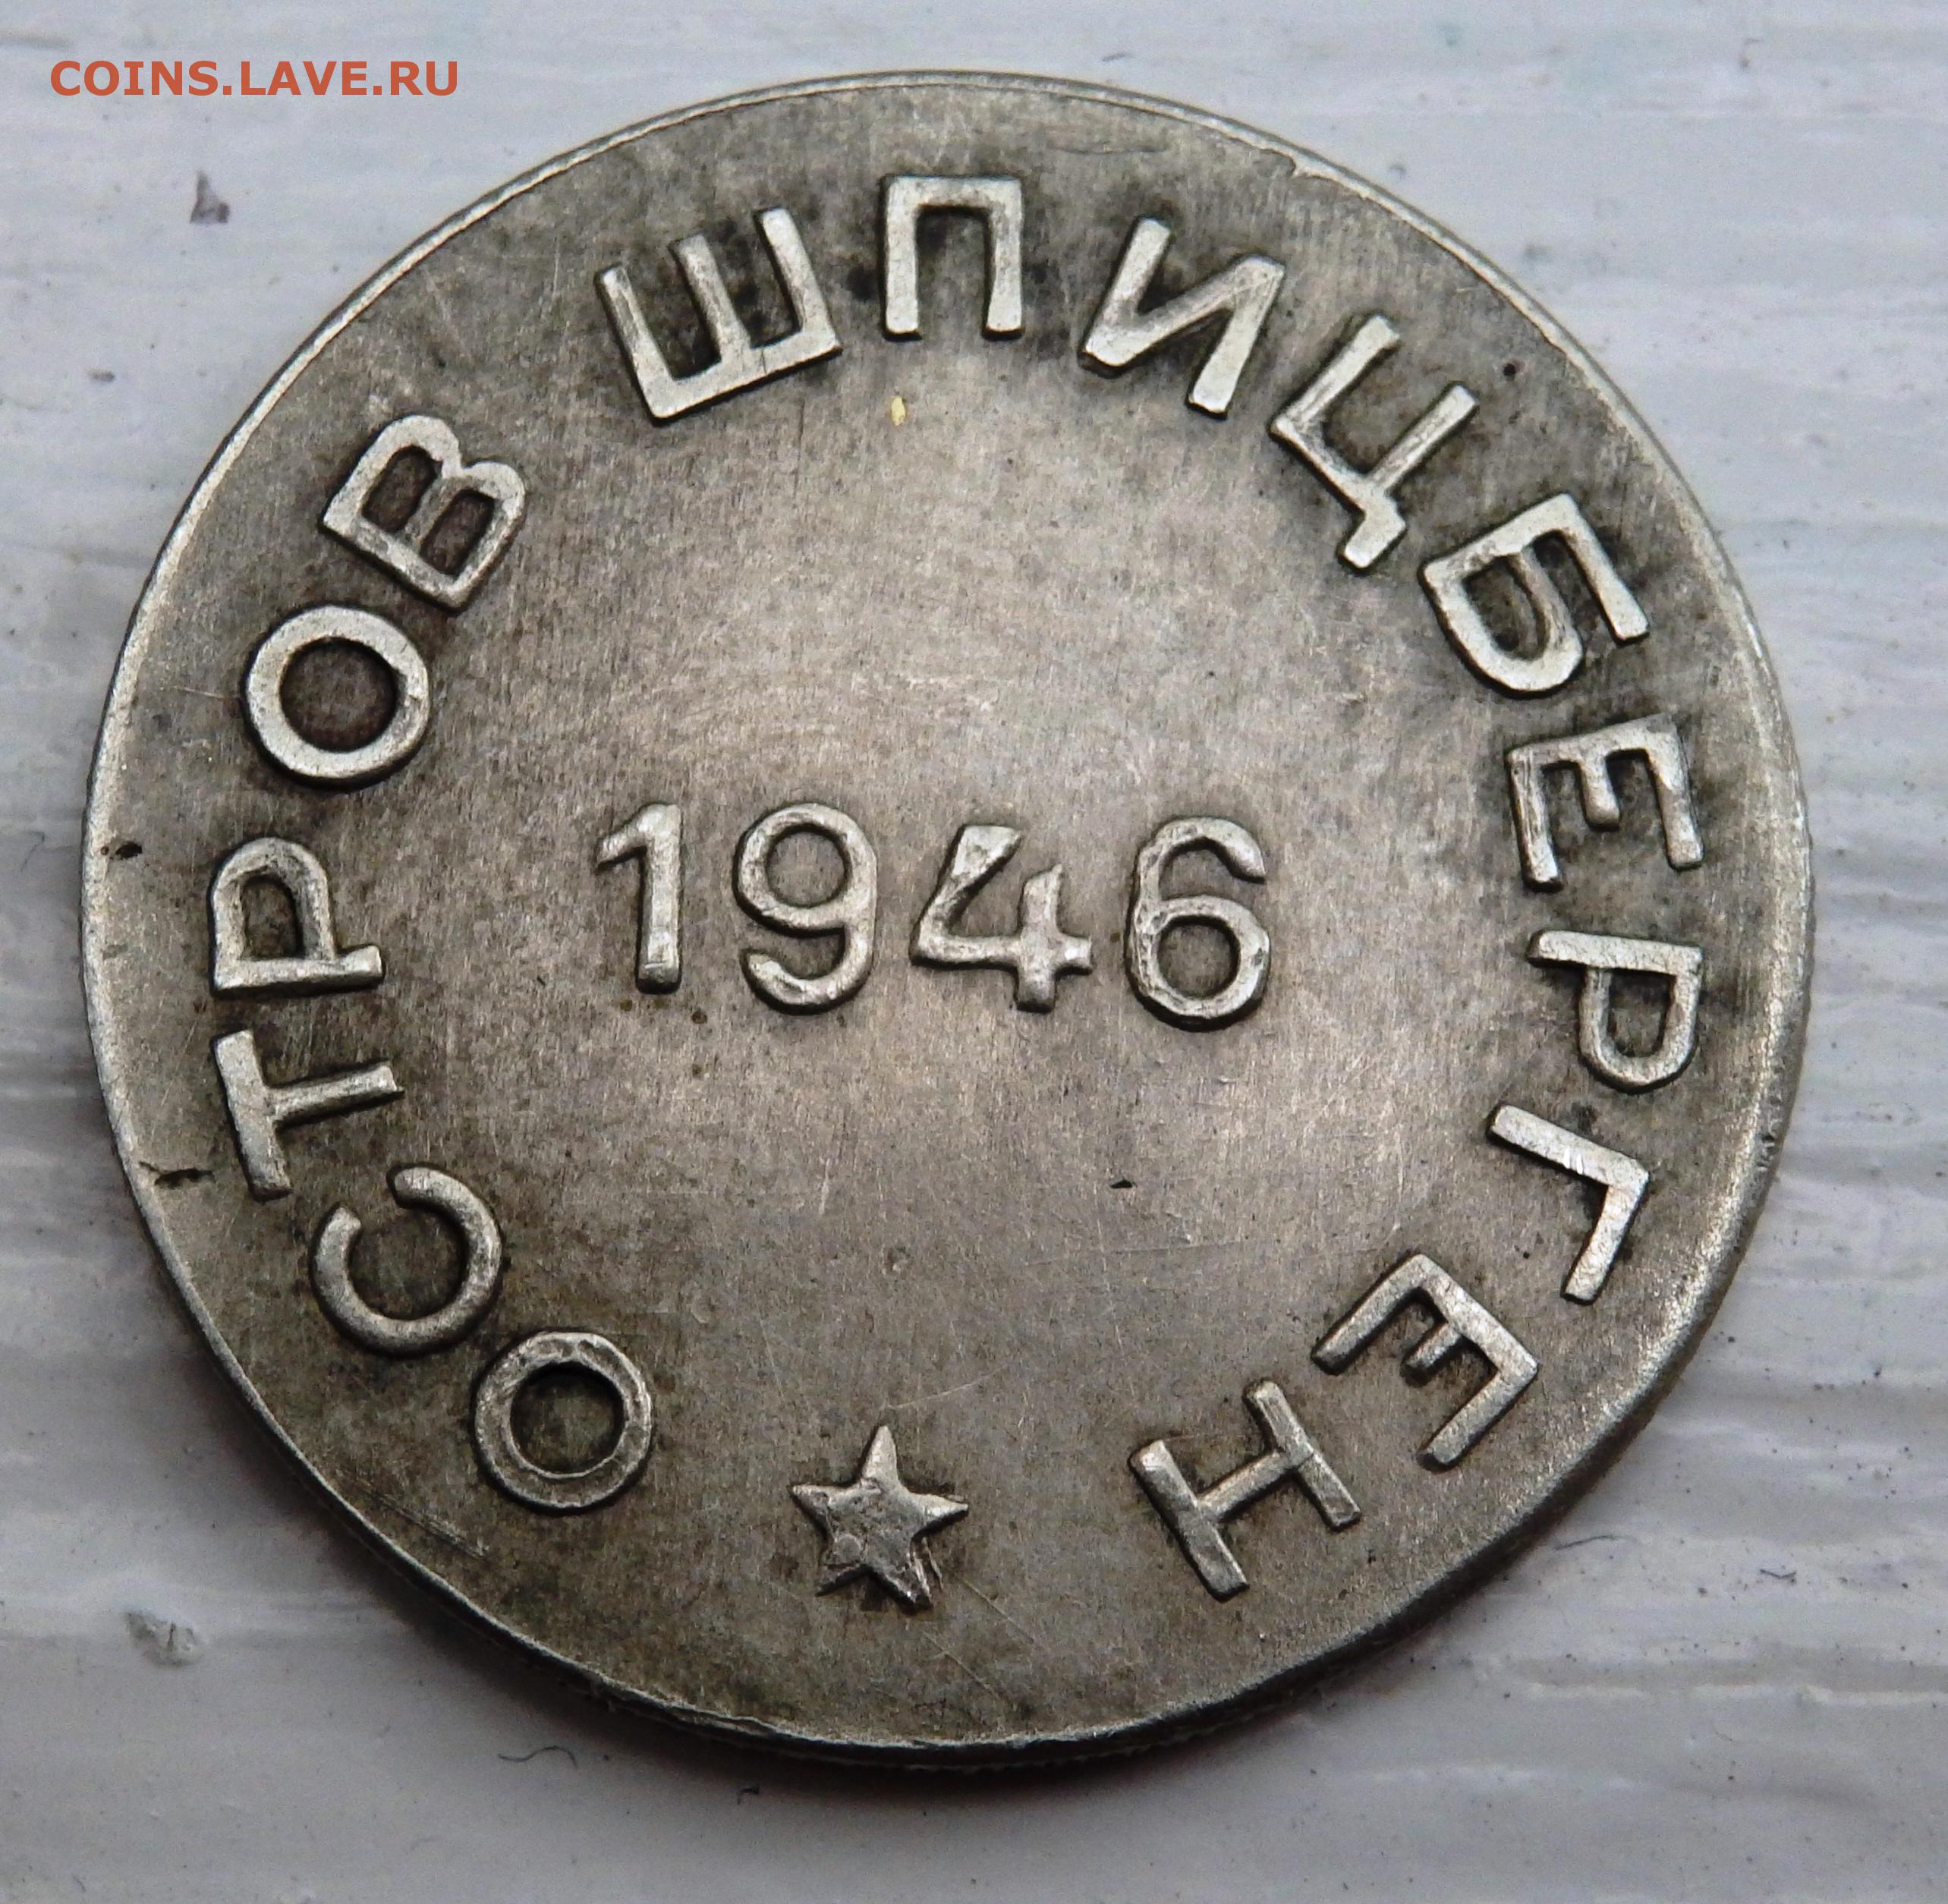 COINS.LAVE.RU
ОСТРОВ ШПИЦБЕРГЕН
1946